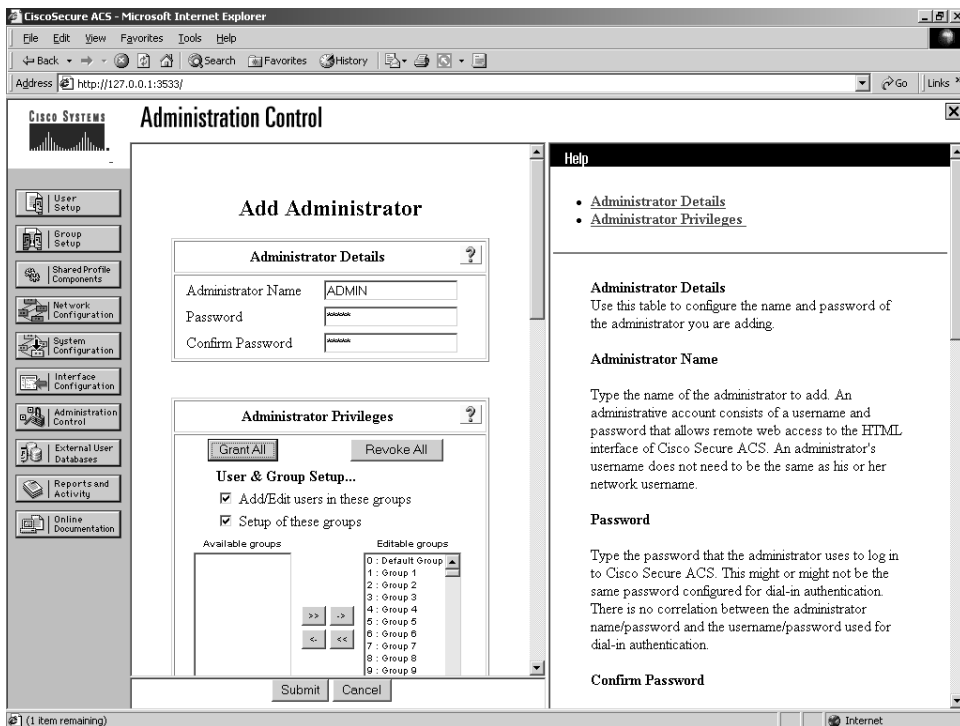 CiscoSecure ACS - Microsoft Internet Explorer
File Edit View Favorites Tools Help
Back Search Favorites History
Address http://127.0.0.1:3533/ Go Links »
CISCO SYSTEMS
Administration Control
User Setup
Group Setup
Shared Profile Components
Network Configuration
System Configuration
Interface Configuration
Administration Control
External User Databases
Reports and Activity
Online Documentation
Add Administrator
Administrator Details ?
Administrator Name ADMIN
Password *****
Confirm Password *****
Administrator Privileges ?
Grant All Revoke All
User & Group Setup...
Add/Edit users in these groups
Setup of these groups
Available groups Editable groups
0 : Default Group
1 : Group 1
2 : Group 2
3 : Group 3
4 : Group 4
5 : Group 5
6 : Group 6
7 : Group 7
8 : Group 8
9 : Group 9
>> ->
<- <<
Submit Cancel
Help
• Administrator Details
• Administrator Privileges
Administrator Details
Use this table to configure the name and password of
the administrator you are adding.
Administrator Name
Type the name of the administrator to add. An
administrative account consists of a username and
password that allows remote web access to the HTML
interface of Cisco Secure ACS. An administrator's
username does not need to be the same as his or her
network username.
Password
Type the password that the administrator uses to log in
to Cisco Secure ACS. This might or might not be the
same password configured for dial-in authentication.
There is no correlation between the administrator
name/password and the username/password used for
dial-in authentication.
Confirm Password
(1 item remaining) Internet